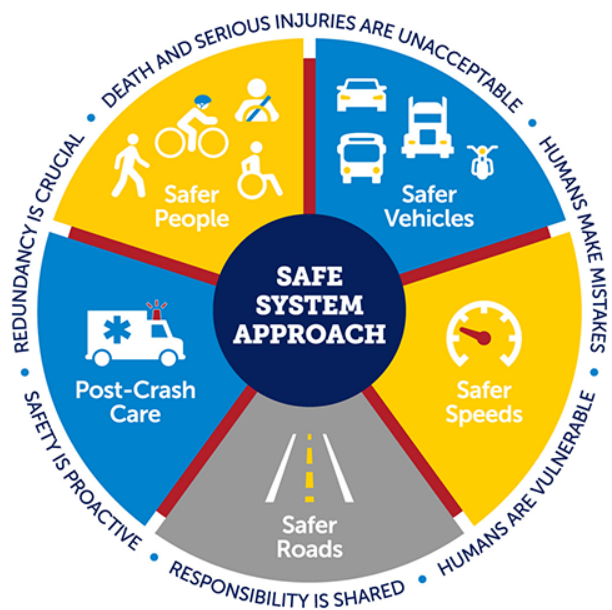 DEATH AND SERIOUS INJURIES ARE UNACCEPTABLE
HUMANS MAKE MISTAKES
HUMANS ARE VULNERABLE
RESPONSIBILITY IS SHARED
SAFETY IS PROACTIVE
REDUNDANCY IS CRUCIAL
Safer
People
Safer
Vehicles
SAFE
SYSTEM
APPROACH
Post-Crash
Care
Safer
Speeds
Safer
Roads